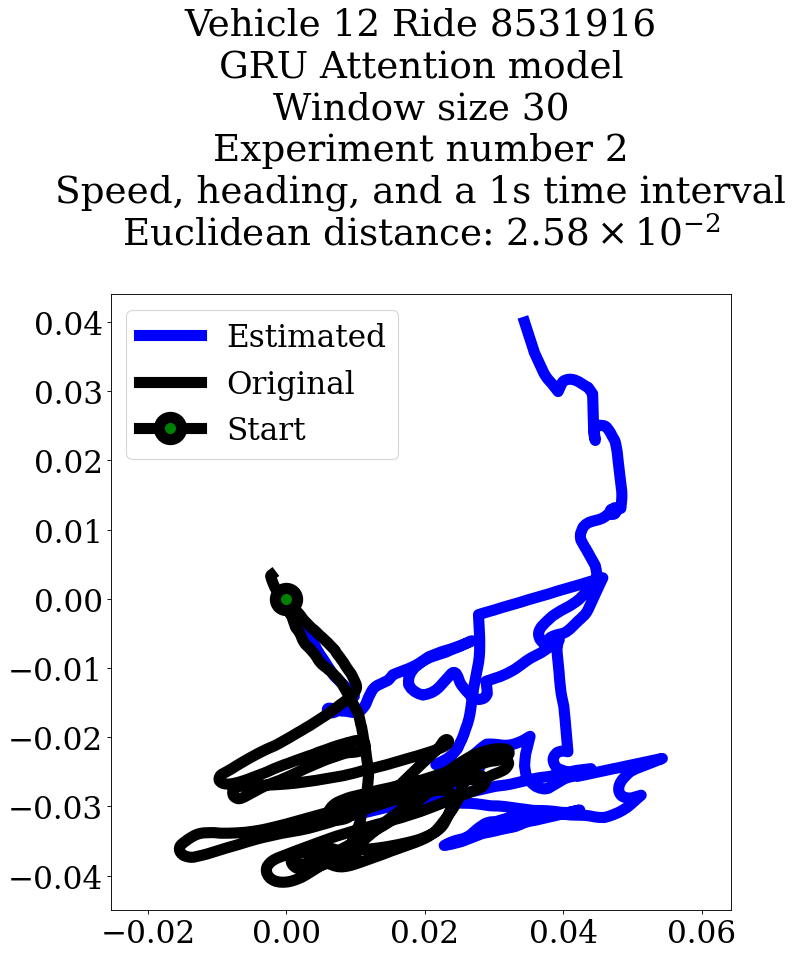 Vehicle 12 Ride 8531916
GRU Attention model
Window size 30
Experiment number 2
Speed, heading, and a 1s time interval
Euclidean distance: 2.58 × 10⁻²
Estimated
Original
Start
0.04
0.03
0.02
0.01
0.00
−0.01
−0.02
−0.03
−0.04
−0.02 0.00 0.02 0.04 0.06